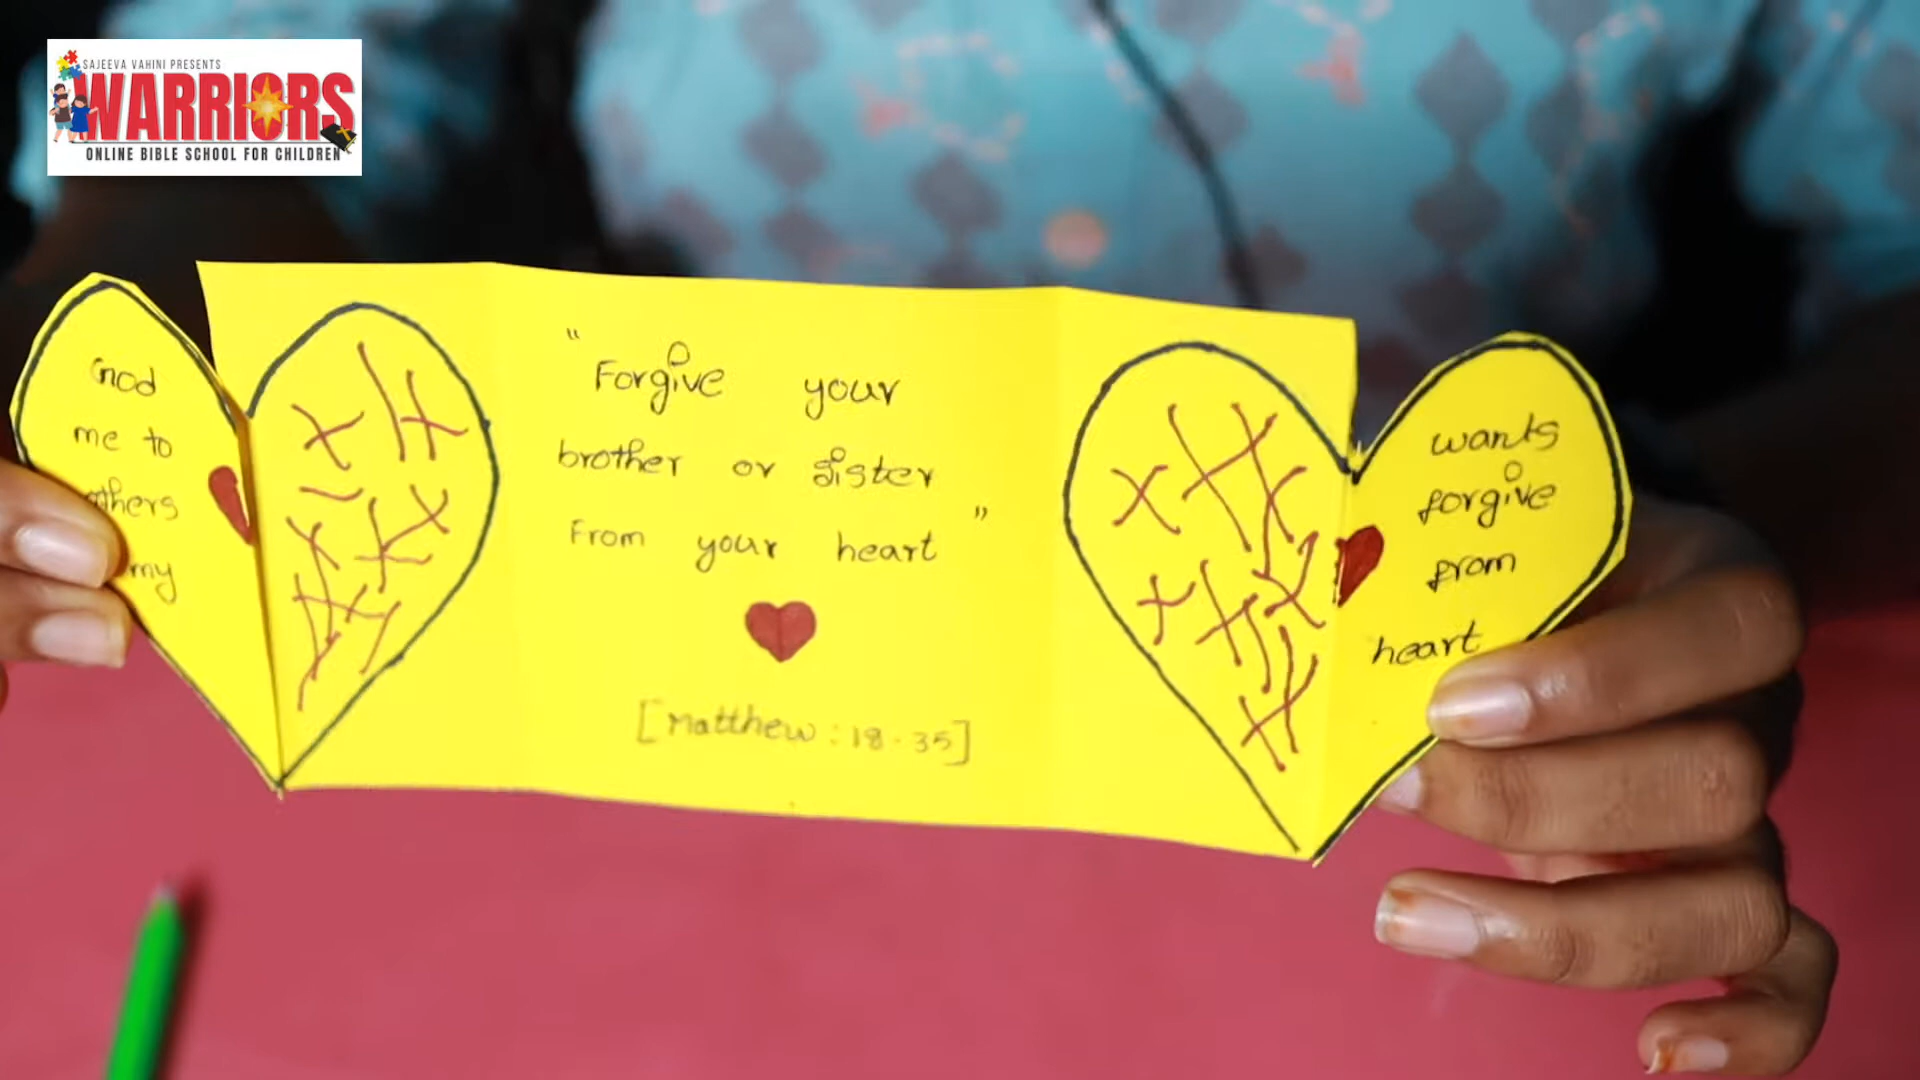 SAJEEVA VAHINI PRESENTS
WARRIORS
ONLINE BIBLE SCHOOL FOR CHILDREN
God
me to
others
my
"Forgive your
brother or sister
From your heart"
[Matthew : 18 - 35]
wants
forgive
from
heart